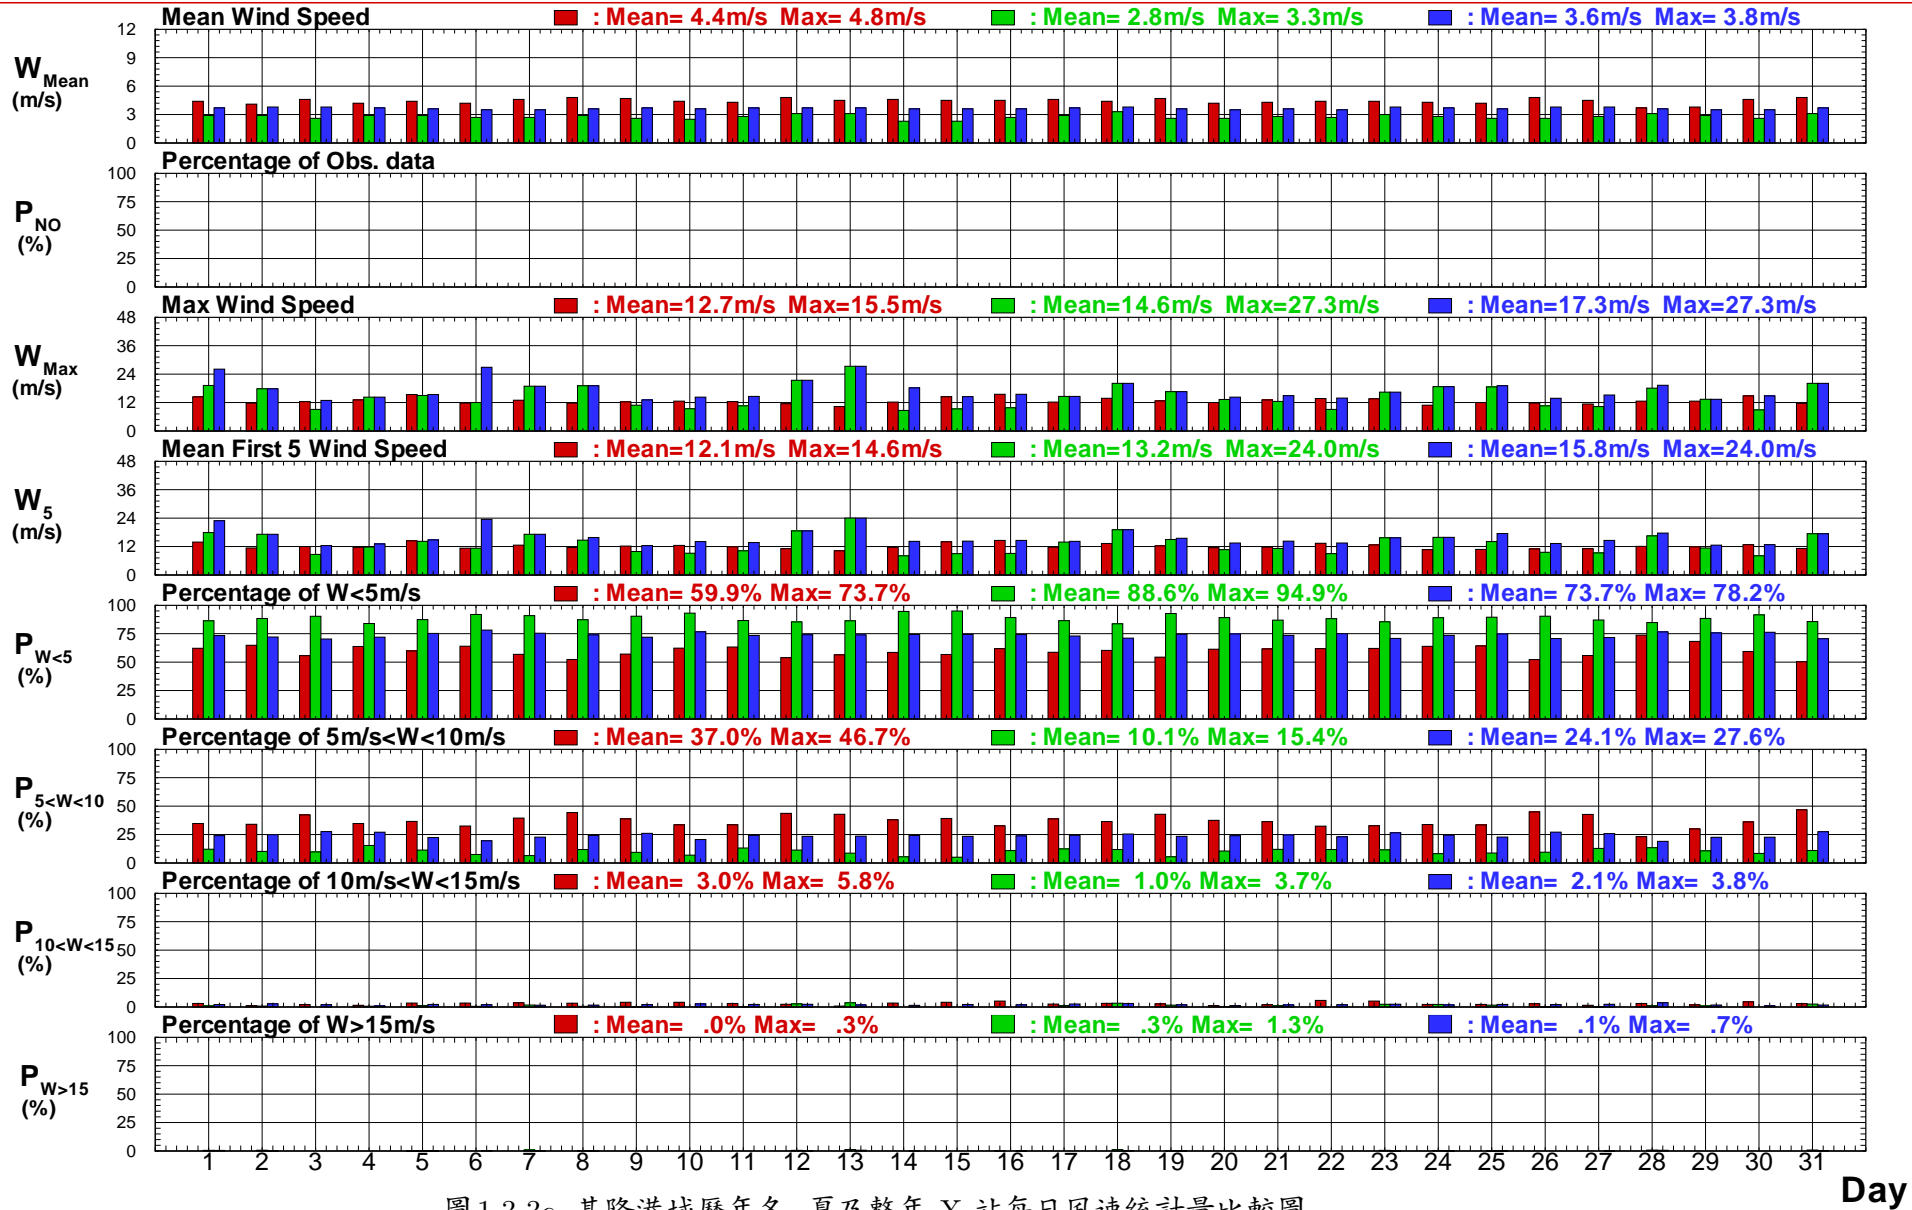 Mean Wind Speed : Mean= 4.4m/s Max= 4.8m/s : Mean= 2.8m/s Max= 3.3m/s : Mean= 3.6m/s Max= 3.8m/s
12
9
6
3
0
W Mean (m/s)
Percentage of Obs. data
100
75
50
25
0
P NO (%)
Max Wind Speed : Mean=12.7m/s Max=15.5m/s : Mean=14.6m/s Max=27.3m/s : Mean=17.3m/s Max=27.3m/s
48
36
24
12
0
W Max (m/s)
Mean First 5 Wind Speed : Mean=12.1m/s Max=14.6m/s : Mean=13.2m/s Max=24.0m/s : Mean=15.8m/s Max=24.0m/s
48
36
24
12
0
W 5 (m/s)
Percentage of W<5m/s : Mean= 59.9% Max= 73.7% : Mean= 88.6% Max= 94.9% : Mean= 73.7% Max= 78.2%
100
75
50
25
0
P W<5 (%)
Percentage of 5m/s<W<10m/s : Mean= 37.0% Max= 46.7% : Mean= 10.1% Max= 15.4% : Mean= 24.1% Max= 27.6%
100
75
50
25
0
P 5<W<10 (%)
Percentage of 10m/s<W<15m/s : Mean= 3.0% Max= 5.8% : Mean= 1.0% Max= 3.7% : Mean= 2.1% Max= 3.8%
100
75
50
25
0
P 10<W<15 (%)
Percentage of W>15m/s : Mean= .0% Max= .3% : Mean= .3% Max= 1.3% : Mean= .1% Max= .7%
100
75
50
25
0
P W>15 (%)
1 2 3 4 5 6 7 8 9 10 11 12 13 14 15 16 17 18 19 20 21 22 23 24 25 26 27 28 29 30 31
Day